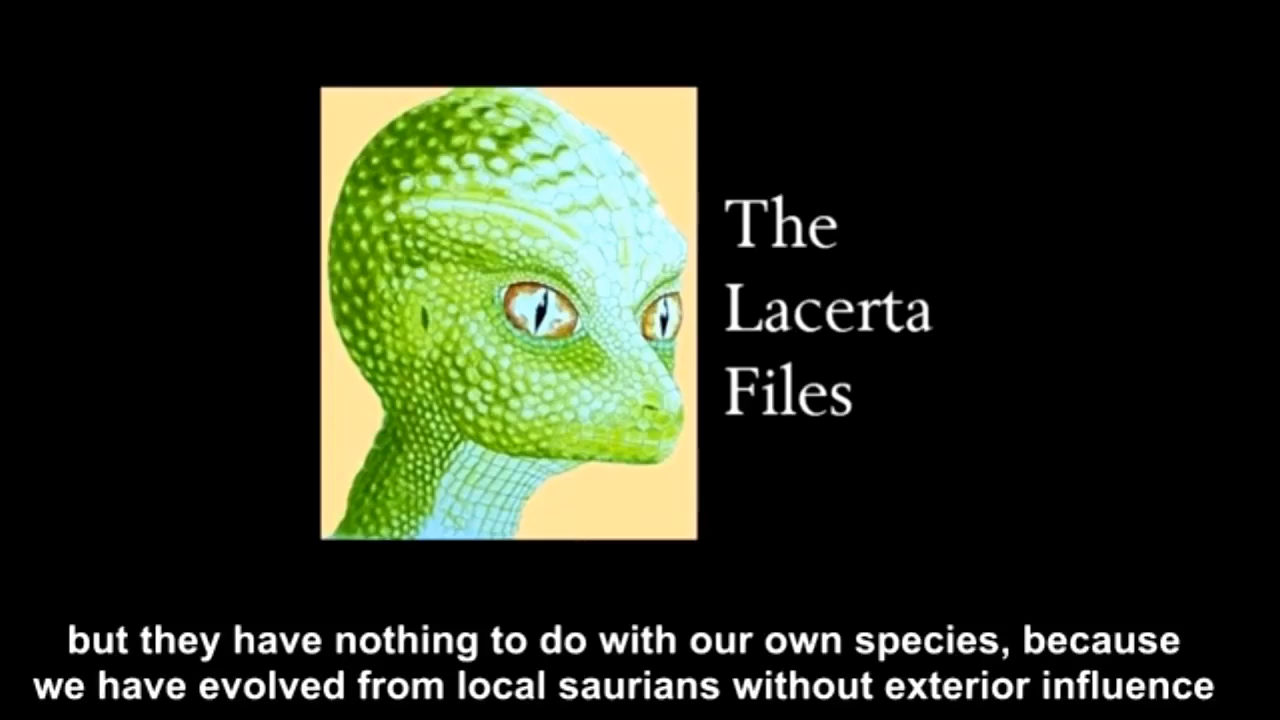 The
Lacerta
Files
but they have nothing to do with our own species, because
we have evolved from local saurians without exterior influence